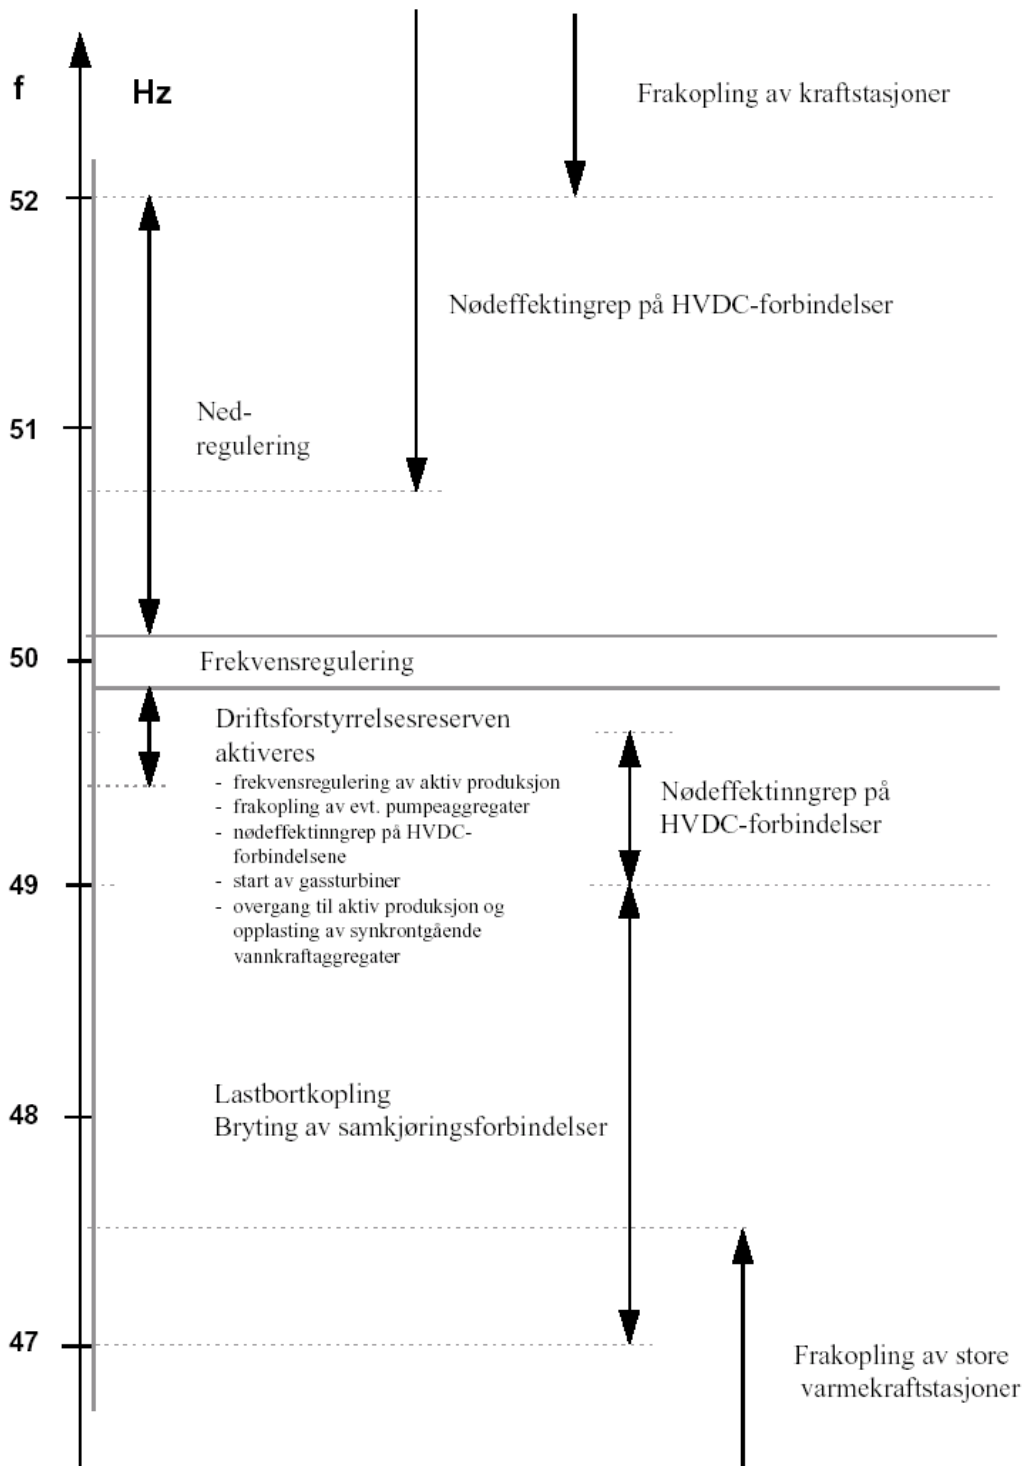 f
Hz
Frakopling av kraftstasjoner
52
Nødeffektingrep på HVDC-forbindelser
51
Ned-
regulering
50
Frekvensregulering
Driftsforstyrrelsesreserven
aktiveres
- frekvensregulering av aktiv produksjon
- frakopling av evt. pumpeaggregater
- nødeffektinngrep på HVDC-
forbindelsene
- start av gassturbiner
- overgang til aktiv produksjon og
opplasting av synkrontgående
vannkraftaggregater
Nødeffektinngrep på
HVDC-forbindelser
49
Lastbortkopling
Bryting av samkjøringsforbindelser
48
47
Frakopling av store
varmekraftstasjoner